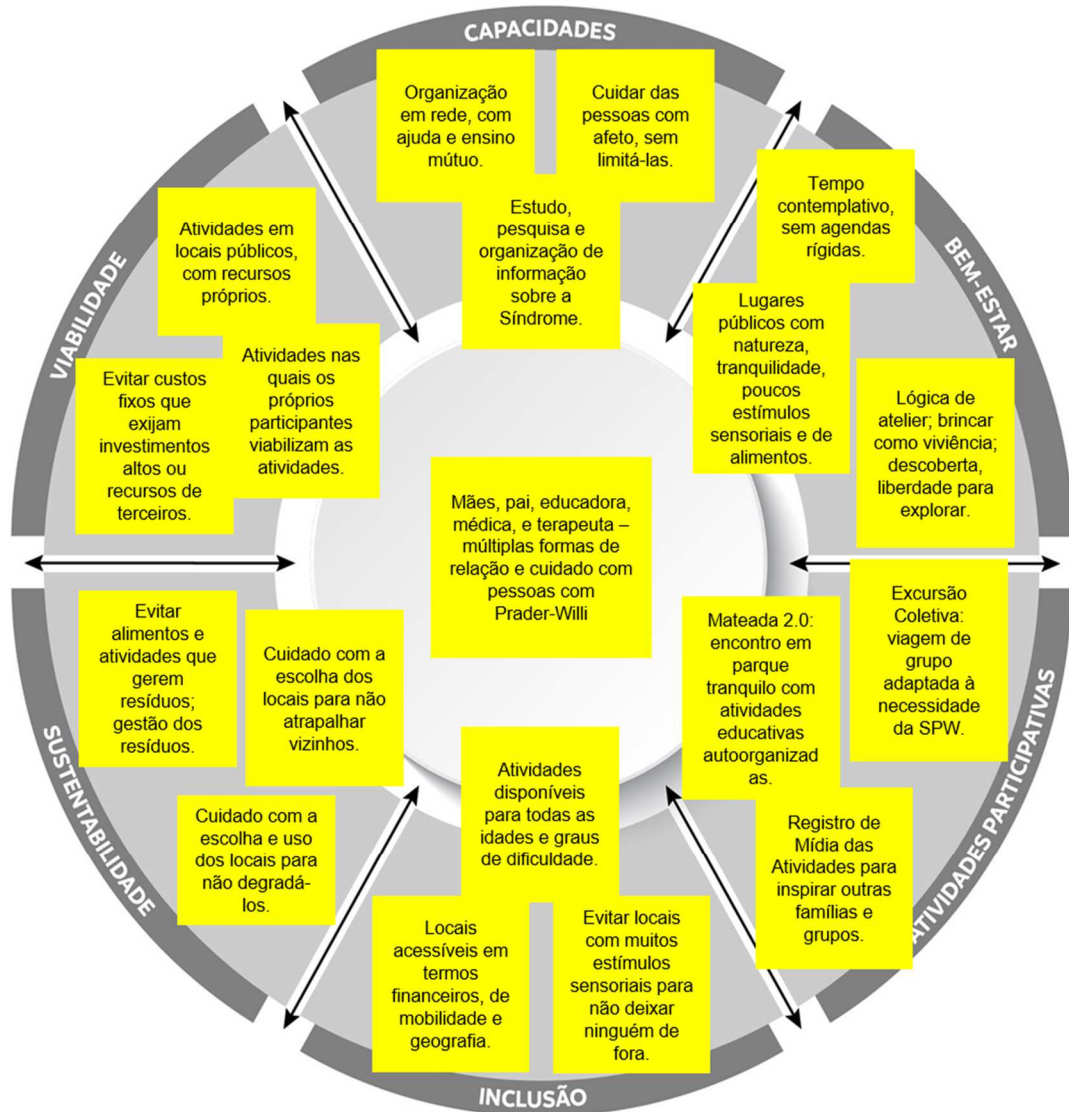 CAPACIDADES
Organização
em rede, com
ajuda e ensino
mútuo.
Cuidar das
pessoas com
afeto, sem
limitá-las.
Estudo,
pesquisa e
organização de
informação
sobre a
Síndrome.
BEM-ESTAR
Tempo
contemplativo,
sem agendas
rígidas.
Lugares
públicos com
natureza,
tranquilidade,
poucos
estímulos
sensoriais e de
alimentos.
Lógica de
atelier; brincar
como viviência;
descoberta,
liberdade para
explorar.
VIABILIDADE
Atividades em
locais públicos,
com recursos
próprios.
Atividades nas
quais os
próprios
participantes
viabilizam as
atividades.
Evitar custos
fixos que
exijam
investimentos
altos ou
recursos de
terceiros.
Mães, pai, educadora,
médica, e terapeuta –
múltiplas formas de
relação e cuidado com
pessoas com
Prader-Willi
SUSTENTABILIDADE
Evitar
alimentos e
atividades que
gerem
resíduos;
gestão dos
resíduos.
Cuidado com a
escolha dos
locais para não
atrapalhar
vizinhos.
Cuidado com a
escolha e uso
dos locais para
não degradá-
los.
ATIVIDADES PARTICIPATIVAS
Mateada 2.0:
encontro em
parque
tranquilo com
atividades
educativas
autoorganizad
as.
Excursão
Coletiva:
viagem de
grupo
adaptada à
necessidade
da SPW.
Registro de
Mídia das
Atividades para
inspirar outras
famílias e
grupos.
Atividades
disponíveis
para todas as
idades e graus
de dificuldade.
Locais
acessíveis em
termos
financeiros, de
mobilidade e
geografia.
Evitar locais
com muitos
estímulos
sensoriais para
não deixar
ninguém de
fora.
INCLUSÃO